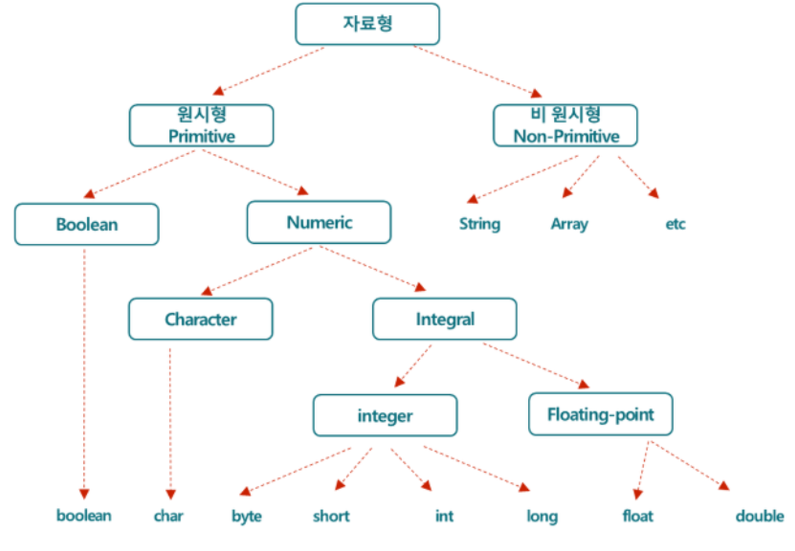 자료형
원시형
Primitive
비 원시형
Non-Primitive
Boolean
Numeric
String
Array
etc
Character
Integral
integer
Floating-point
boolean
char
byte
short
int
long
float
double